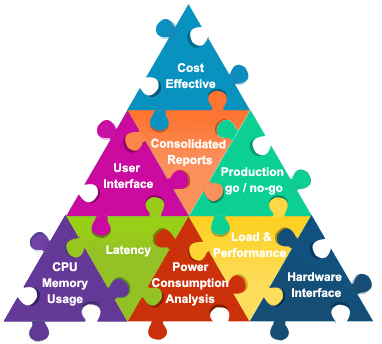 Cost
Effective
Consolidated
Reports
User
Interface
Production
go / no-go
CPU
Memory
Usage
Latency
Power
Consumption
Analysis
Load &
Performance
Hardware
Interface